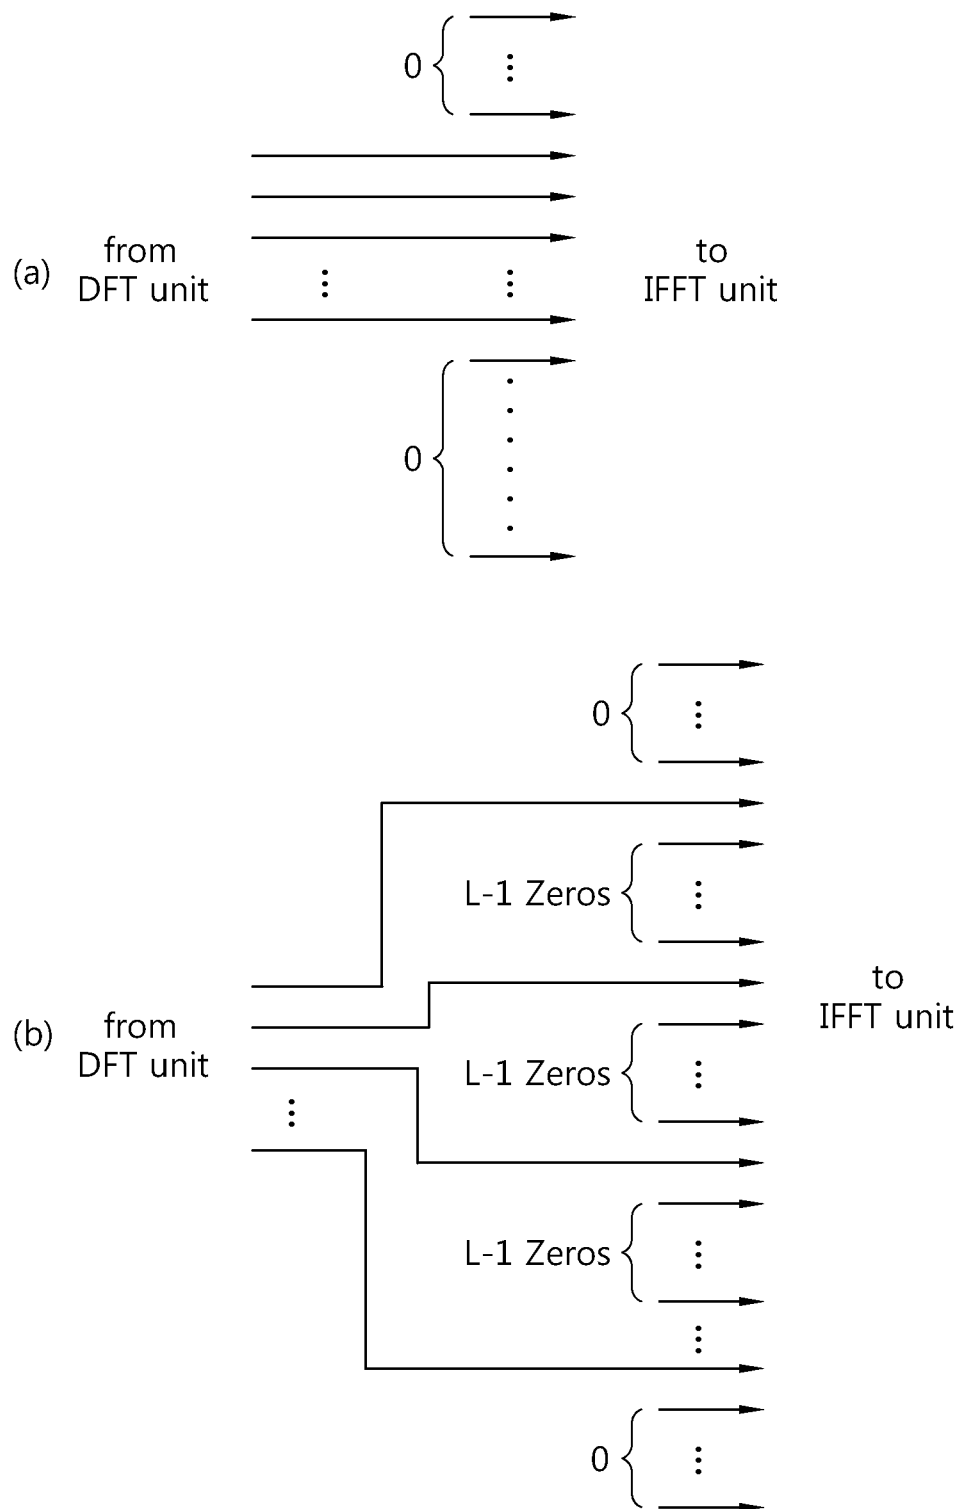 0
(a)
from
DFT unit
to
IFFT unit
0
0
L-1 Zeros
(b)
from
DFT unit
L-1 Zeros
to
IFFT unit
L-1 Zeros
0